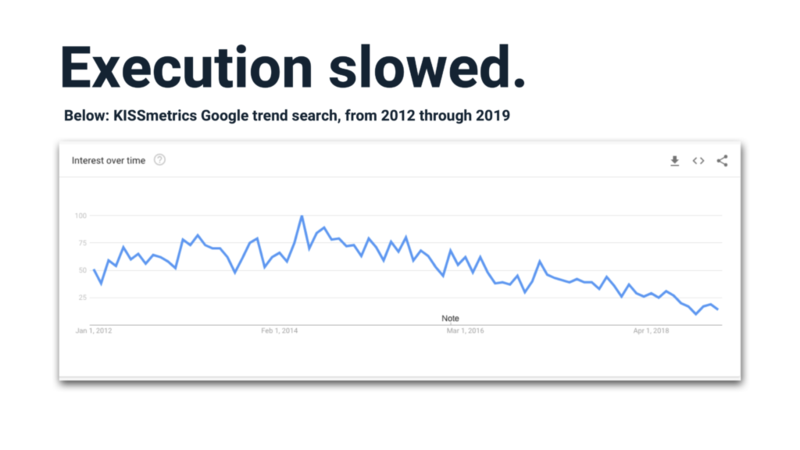 Execution slowed.
Below: KISSmetrics Google trend search, from 2012 through 2019
Interest over time
100
75
50
25
Note
Jan 1, 2012 Feb 1, 2014 Mar 1, 2016 Apr 1, 2018